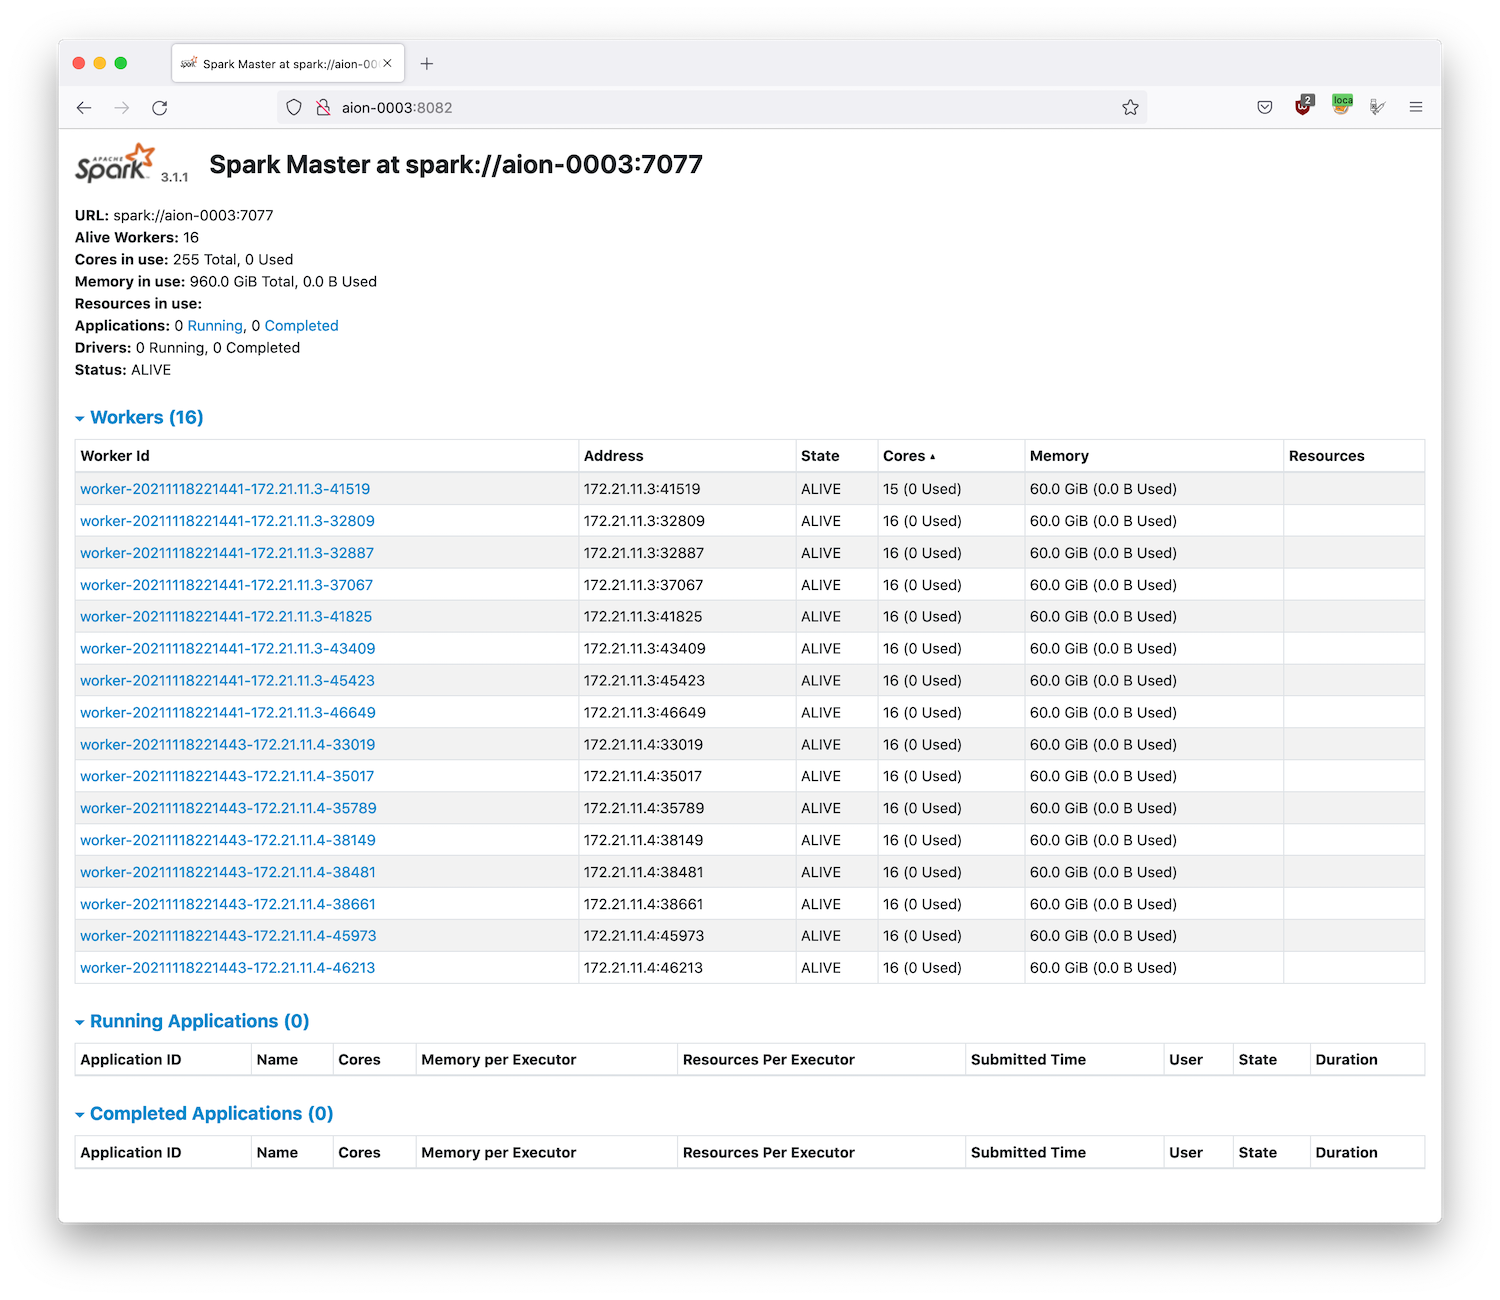 Spark Master at spark://aion-00
aion-0003:8082
2
loca
APACHE
Spark 3.1.1
Spark Master at spark://aion-0003:7077
URL: spark://aion-0003:7077
Alive Workers: 16
Cores in use: 255 Total, 0 Used
Memory in use: 960.0 GiB Total, 0.0 B Used
Resources in use:
Applications: 0 Running, 0 Completed
Drivers: 0 Running, 0 Completed
Status: ALIVE
Workers (16)
Worker Id Address State Cores Memory Resources
worker-20211118221441-172.21.11.3-41519 172.21.11.3:41519 ALIVE 15 (0 Used) 60.0 GiB (0.0 B Used)
worker-20211118221441-172.21.11.3-32809 172.21.11.3:32809 ALIVE 16 (0 Used) 60.0 GiB (0.0 B Used)
worker-20211118221441-172.21.11.3-32887 172.21.11.3:32887 ALIVE 16 (0 Used) 60.0 GiB (0.0 B Used)
worker-20211118221441-172.21.11.3-37067 172.21.11.3:37067 ALIVE 16 (0 Used) 60.0 GiB (0.0 B Used)
worker-20211118221441-172.21.11.3-41825 172.21.11.3:41825 ALIVE 16 (0 Used) 60.0 GiB (0.0 B Used)
worker-20211118221441-172.21.11.3-43409 172.21.11.3:43409 ALIVE 16 (0 Used) 60.0 GiB (0.0 B Used)
worker-20211118221441-172.21.11.3-45423 172.21.11.3:45423 ALIVE 16 (0 Used) 60.0 GiB (0.0 B Used)
worker-20211118221441-172.21.11.3-46649 172.21.11.3:46649 ALIVE 16 (0 Used) 60.0 GiB (0.0 B Used)
worker-20211118221443-172.21.11.4-33019 172.21.11.4:33019 ALIVE 16 (0 Used) 60.0 GiB (0.0 B Used)
worker-20211118221443-172.21.11.4-35017 172.21.11.4:35017 ALIVE 16 (0 Used) 60.0 GiB (0.0 B Used)
worker-20211118221443-172.21.11.4-35789 172.21.11.4:35789 ALIVE 16 (0 Used) 60.0 GiB (0.0 B Used)
worker-20211118221443-172.21.11.4-38149 172.21.11.4:38149 ALIVE 16 (0 Used) 60.0 GiB (0.0 B Used)
worker-20211118221443-172.21.11.4-38481 172.21.11.4:38481 ALIVE 16 (0 Used) 60.0 GiB (0.0 B Used)
worker-20211118221443-172.21.11.4-38661 172.21.11.4:38661 ALIVE 16 (0 Used) 60.0 GiB (0.0 B Used)
worker-20211118221443-172.21.11.4-45973 172.21.11.4:45973 ALIVE 16 (0 Used) 60.0 GiB (0.0 B Used)
worker-20211118221443-172.21.11.4-46213 172.21.11.4:46213 ALIVE 16 (0 Used) 60.0 GiB (0.0 B Used)
Running Applications (0)
Application ID Name Cores Memory per Executor Resources Per Executor Submitted Time User State Duration
Completed Applications (0)
Application ID Name Cores Memory per Executor Resources Per Executor Submitted Time User State Duration